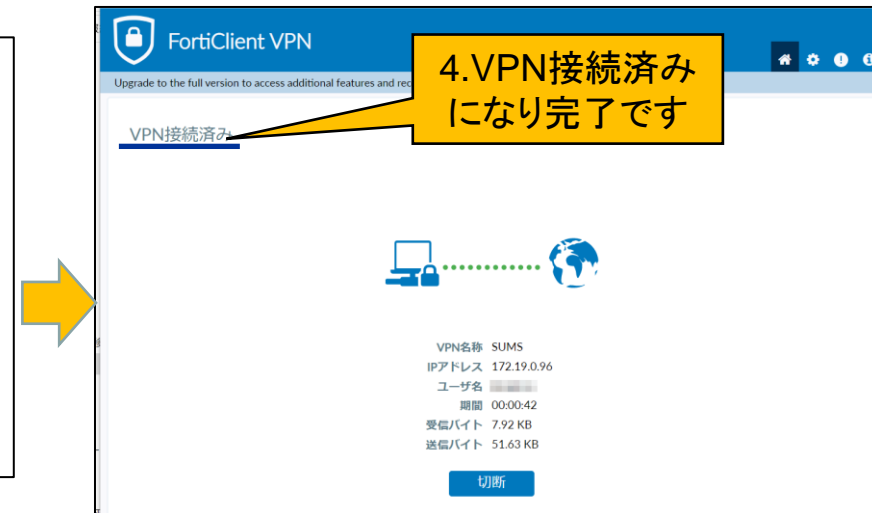 FortiClient VPN
Upgrade to the full version to access additional features and rec
4.VPN接続済み
になり完了です
VPN接続済み
VPN名称 SUMS
IPアドレス 172.19.0.96
ユーザ名
期間 00:00:42
受信バイト 7.92 KB
送信バイト 51.63 KB
切断